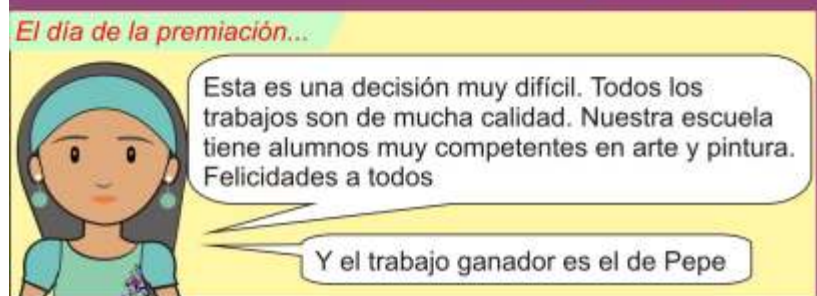 El día de la premiación...
Esta es una decisión muy difícil. Todos los
trabajos son de mucha calidad. Nuestra escuela
tiene alumnos muy competentes en arte y pintura.
Felicidades a todos
Y el trabajo ganador es el de Pepe